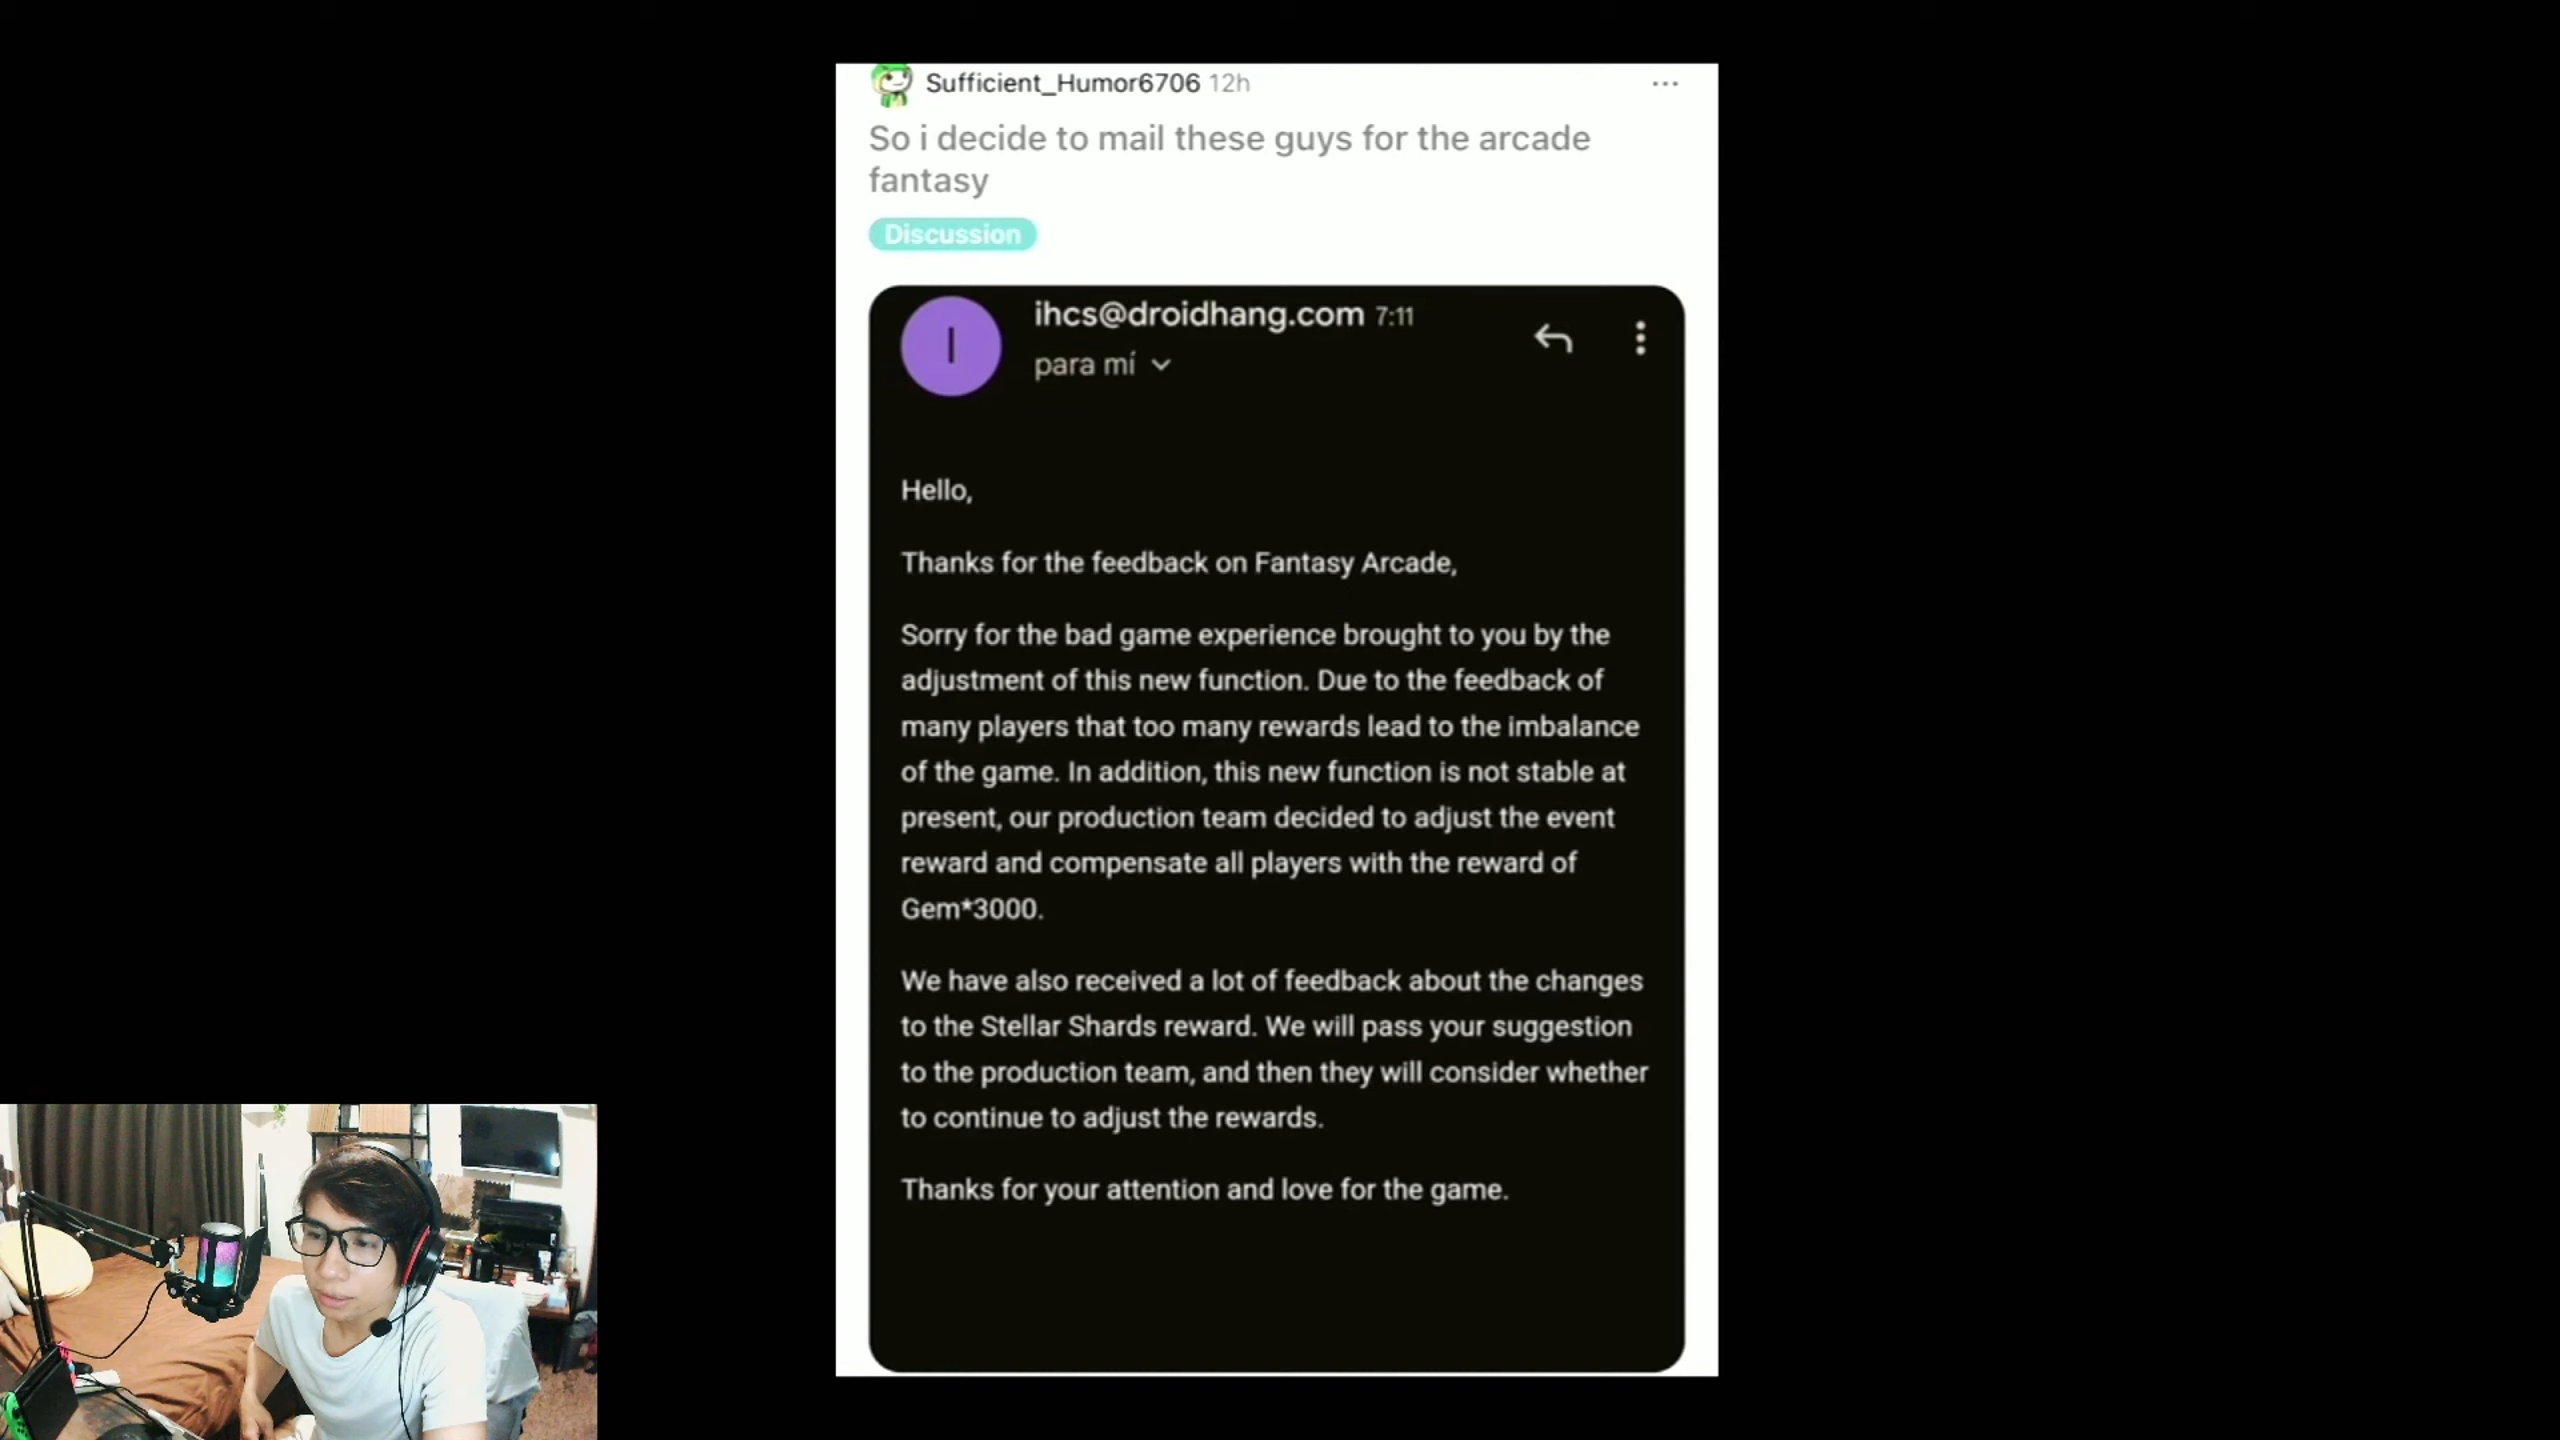 Sufficient_Humor6706 12h
So i decide to mail these guys for the arcade
fantasy
Discussion
I
ihcs@droidhang.com 7:11
para mí
Hello,
Thanks for the feedback on Fantasy Arcade,
Sorry for the bad game experience brought to you by the
adjustment of this new function. Due to the feedback of
many players that too many rewards lead to the imbalance
of the game. In addition, this new function is not stable at
present, our production team decided to adjust the event
reward and compensate all players with the reward of
Gem*3000.
We have also received a lot of feedback about the changes
to the Stellar Shards reward. We will pass your suggestion
to the production team, and then they will consider whether
to continue to adjust the rewards.
Thanks for your attention and love for the game.